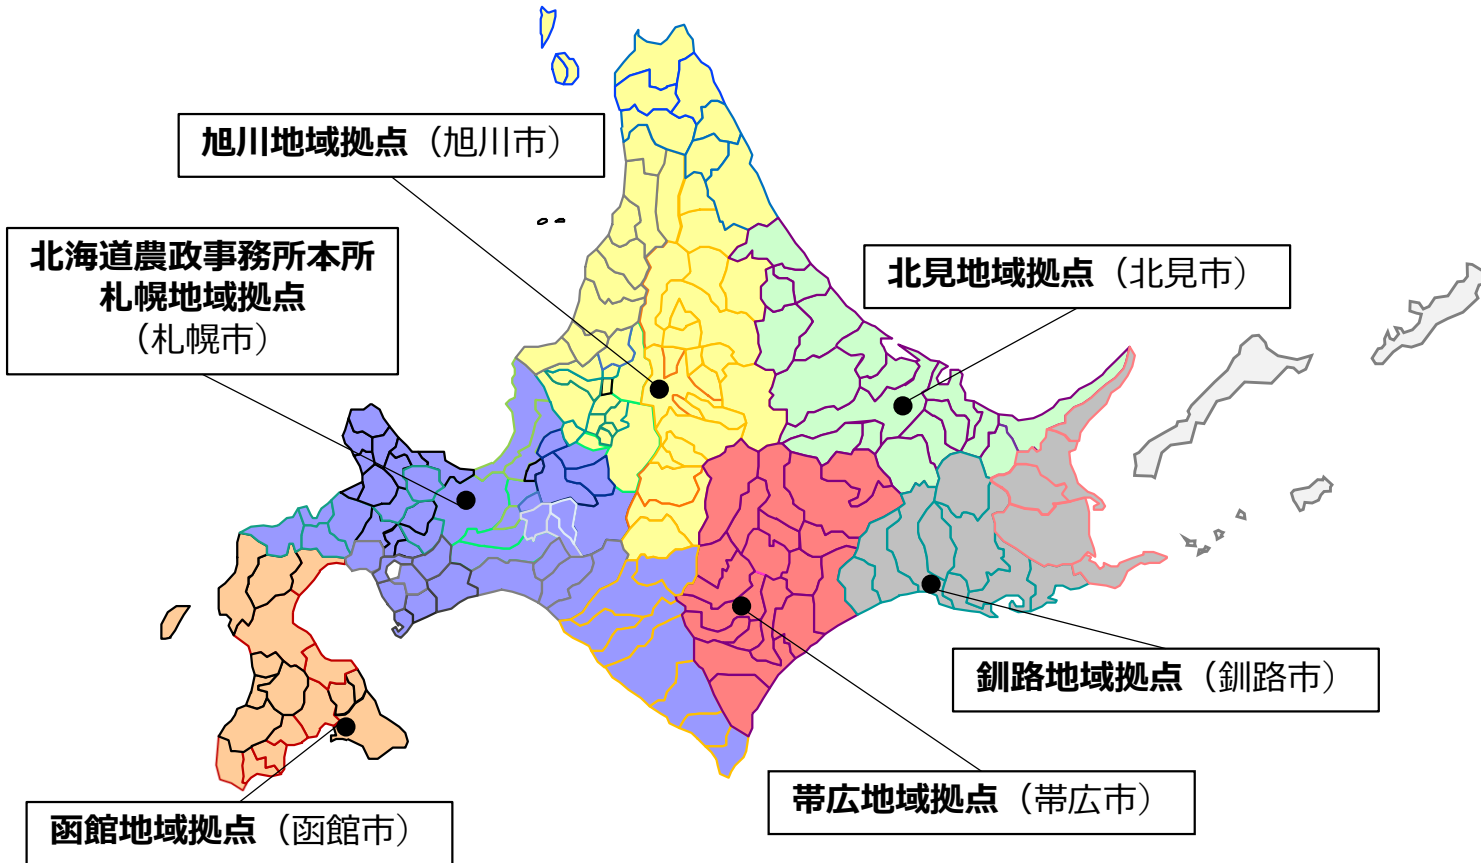 旭川地域拠点（旭川市）
北海道農政事務所本所
札幌地域拠点
（札幌市）
北見地域拠点（北見市）
釧路地域拠点（釧路市）
帯広地域拠点（帯広市）
函館地域拠点（函館市）